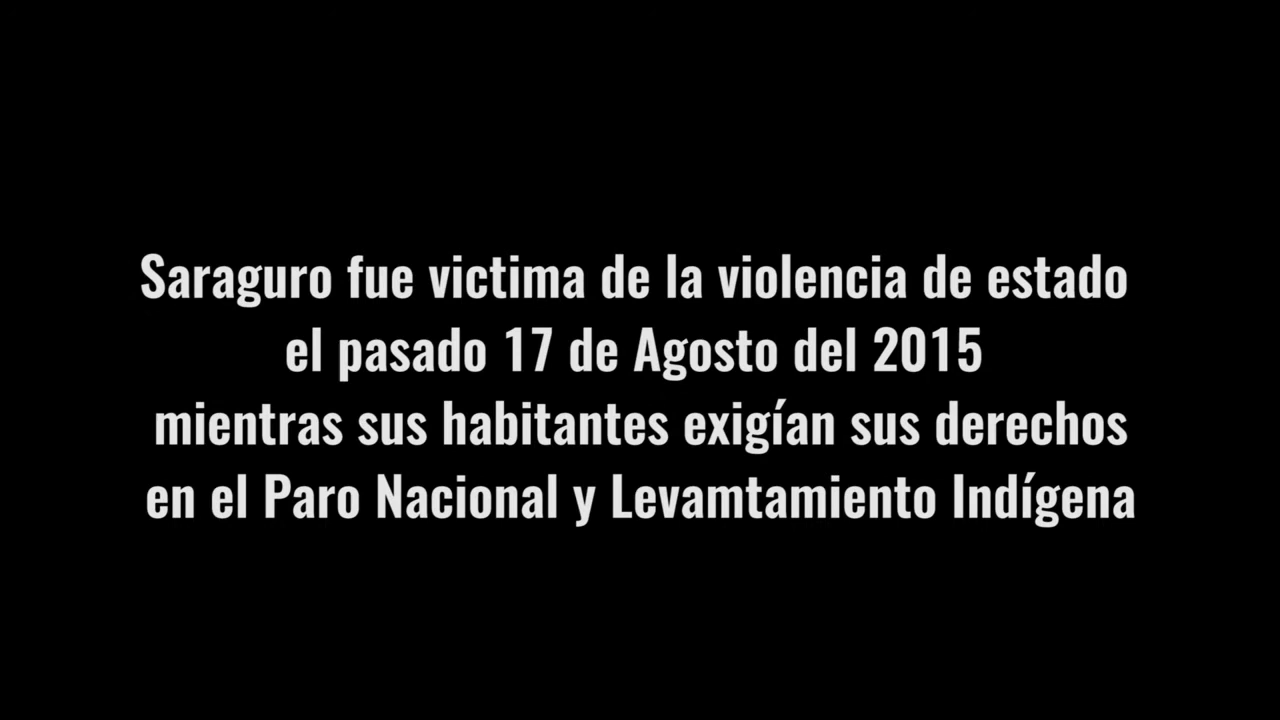 Saraguro fue victima de la violencia de estado
el pasado 17 de Agosto del 2015
mientras sus habitantes exigían sus derechos
en el Paro Nacional y Levamtamiento Indígena